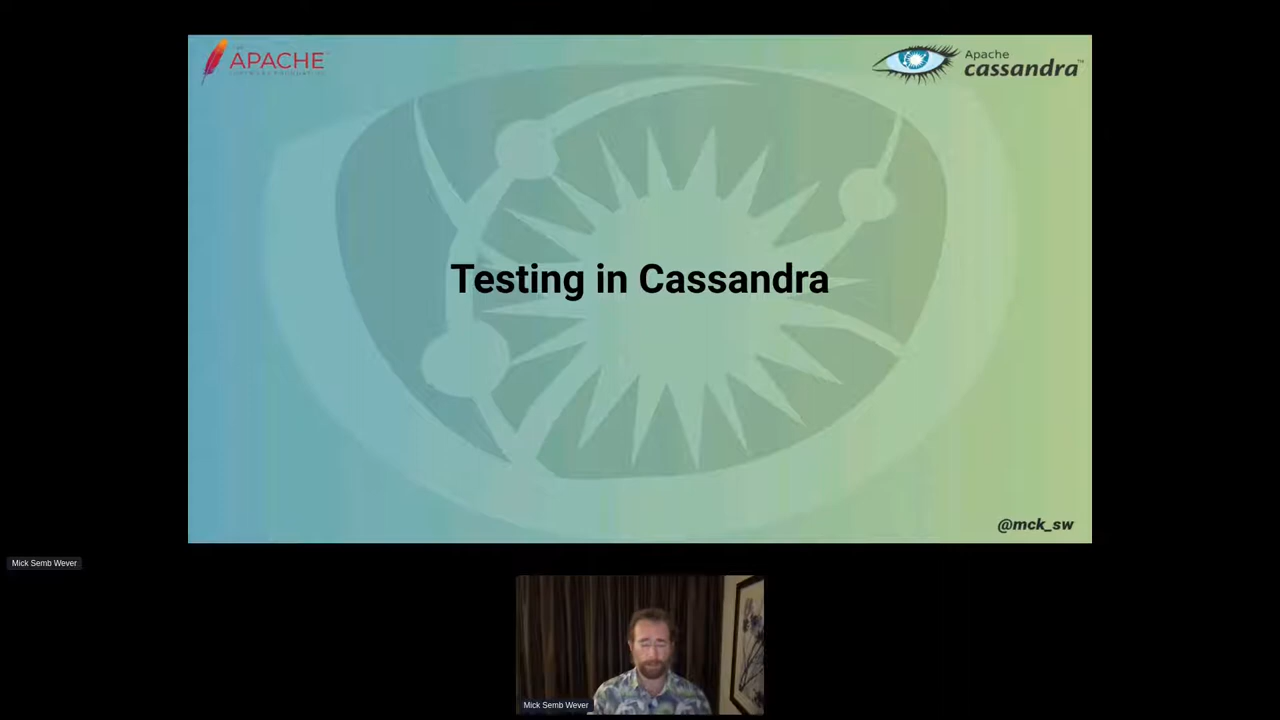 APACHE
Apache
cassandra
Testing in Cassandra
@mck_sw
Mick Semb Wever
Mick Semb Wever